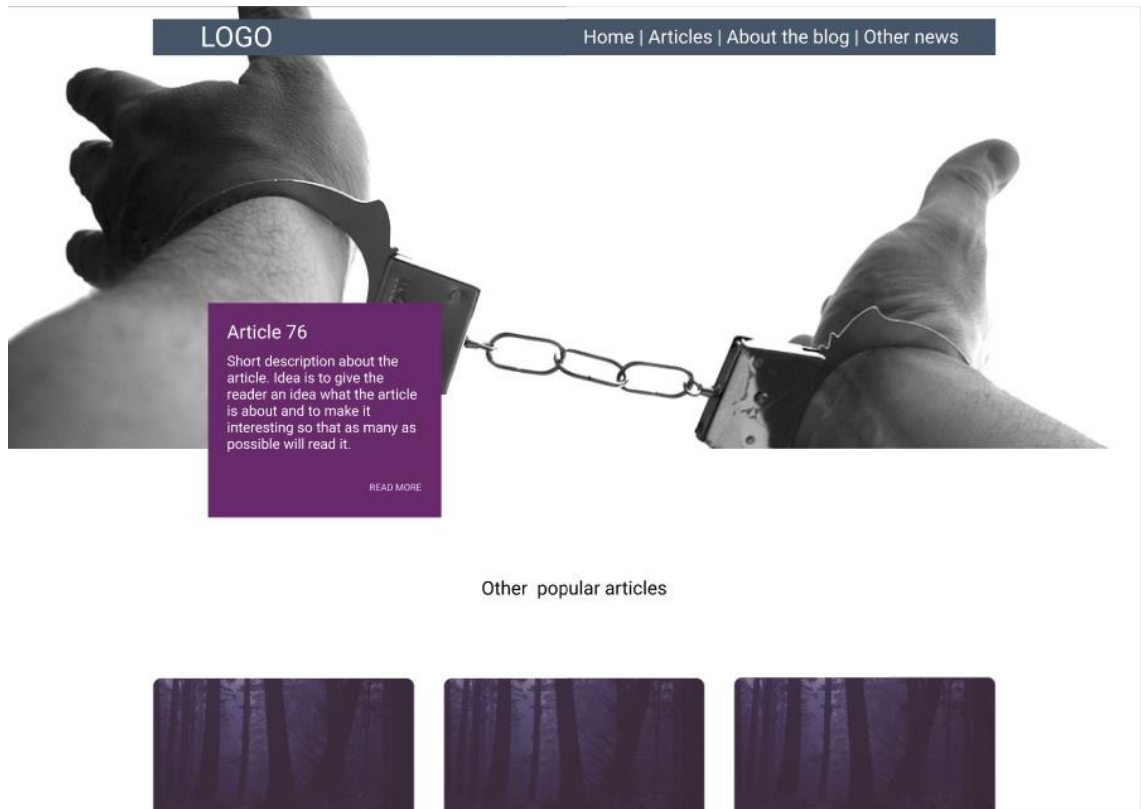 LOGO
Home | Articles | About the blog | Other news
Article 76
Short description about the
article. Idea is to give the
reader an idea what the article
is about and to make it
interesting so that as many as
possible will read it.
READ MORE
Other  popular articles